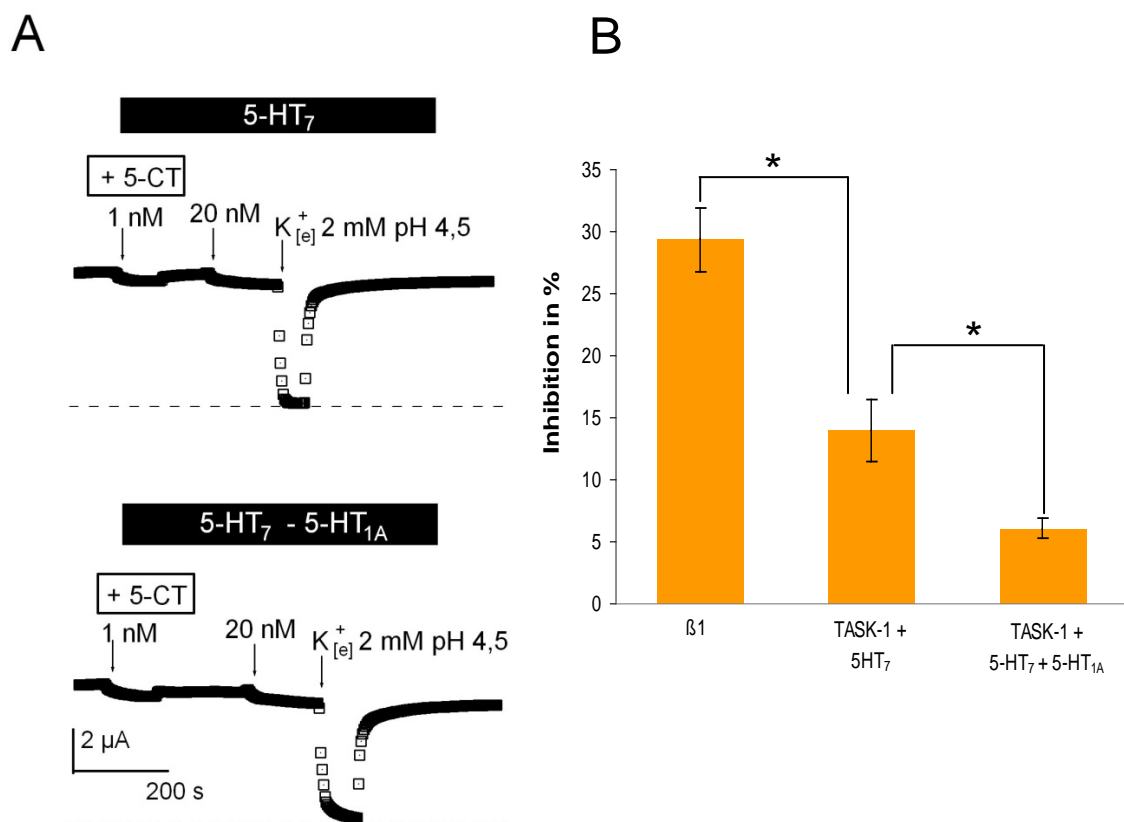 A
B
5-HT7
+ 5-CT
1 nM
20 nM
K+[e] 2 mM pH 4,5
5-HT7 - 5-HT1A
+ 5-CT
1 nM
20 nM
K+[e] 2 mM pH 4,5
2 µA
200 s
Inhibition in %
35
30
25
20
15
10
5
0
*
*
ß1
TASK-1 +
5HT7
TASK-1 +
5-HT7 + 5-HT1A